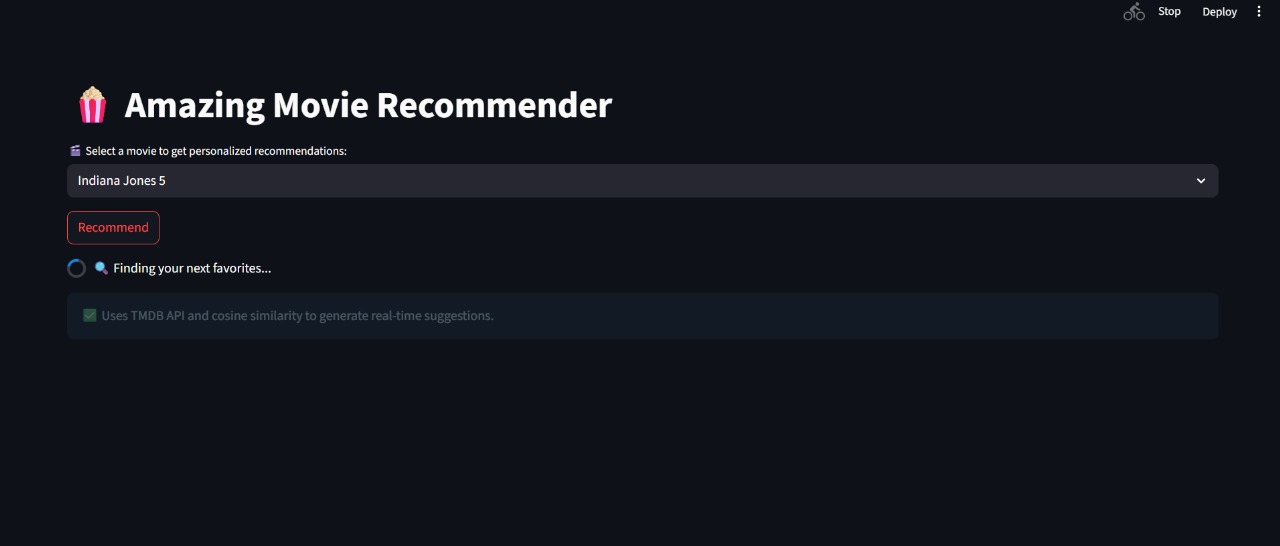 Stop Deploy
Amazing Movie Recommender
Select a movie to get personalized recommendations:
Indiana Jones 5
Recommend
Finding your next favorites...
Uses TMDB API and cosine similarity to generate real-time suggestions.